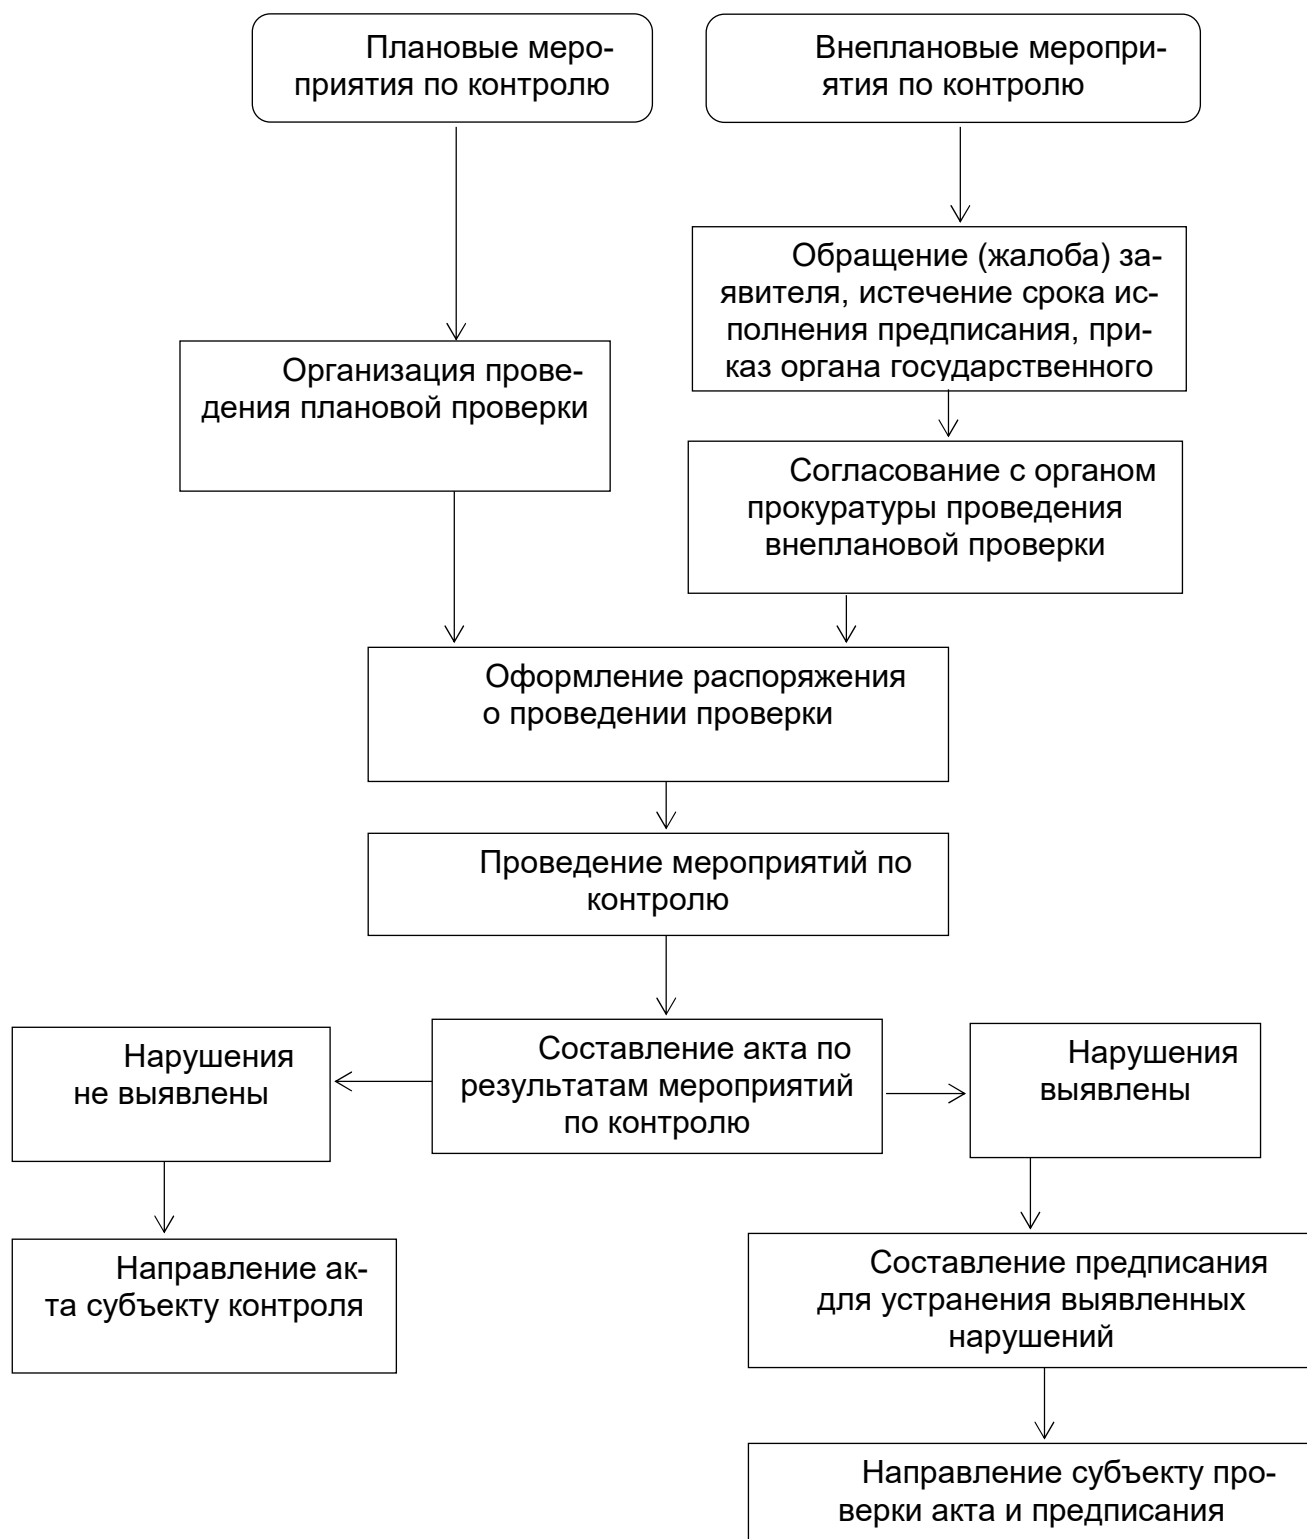 Плановые меро-
приятия по контролю
Внеплановые меропри-
ятия по контролю
Обращение (жалоба) за-
явителя, истечение срока ис-
полнения предписания, при-
каз органа государственного
Организация прове-
дения плановой проверки
Согласование с органом
прокуратуры проведения
внеплановой проверки
Оформление распоряжения
о проведении проверки
Проведение мероприятий по
контролю
Нарушения
не выявлены
Составление акта по
результатам мероприятий
по контролю
Нарушения
выявлены
Направление ак-
та субъекту контроля
Составление предписания
для устранения выявленных
нарушений
Направление субъекту про-
верки акта и предписания